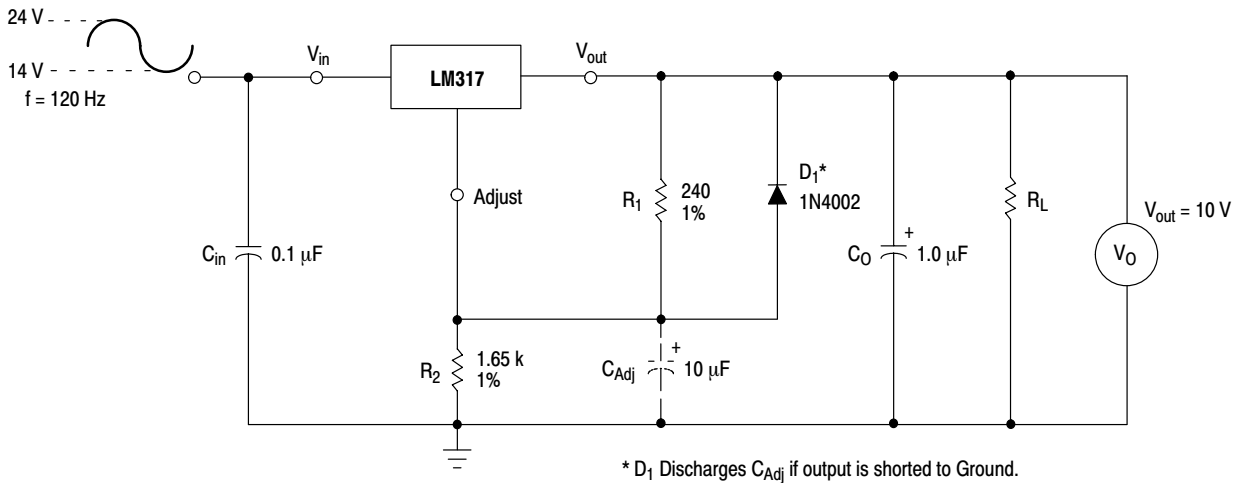 24 V
14 V
f = 120 Hz
Vin
LM317
Vout
Adjust
Cin
0.1 μF
R1
240
1%
D1*
1N4002
CO
+
1.0 μF
RL
Vout = 10 V
VO
R2
1.65 k
1%
CAdj
+
10 μF
* D1 Discharges CAdj if output is shorted to Ground.